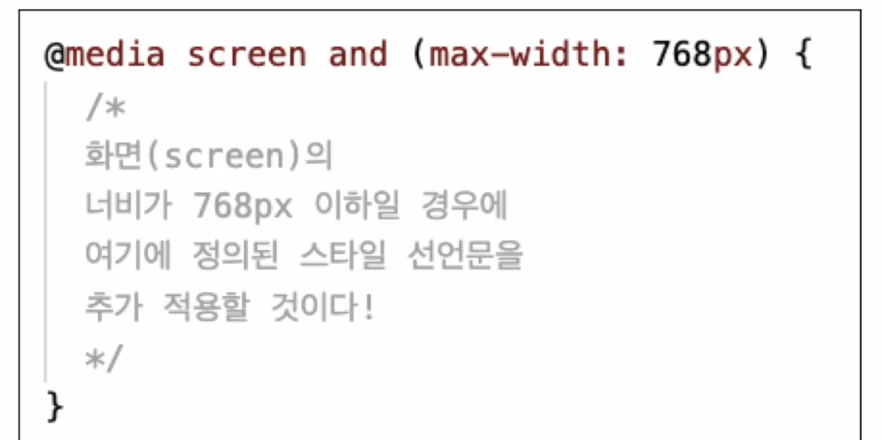 @media screen and (max-width: 768px) {
/*
화면(screen)의
너비가 768px 이하일 경우에
여기에 정의된 스타일 선언문을
추가 적용할 것이다!
*/
}